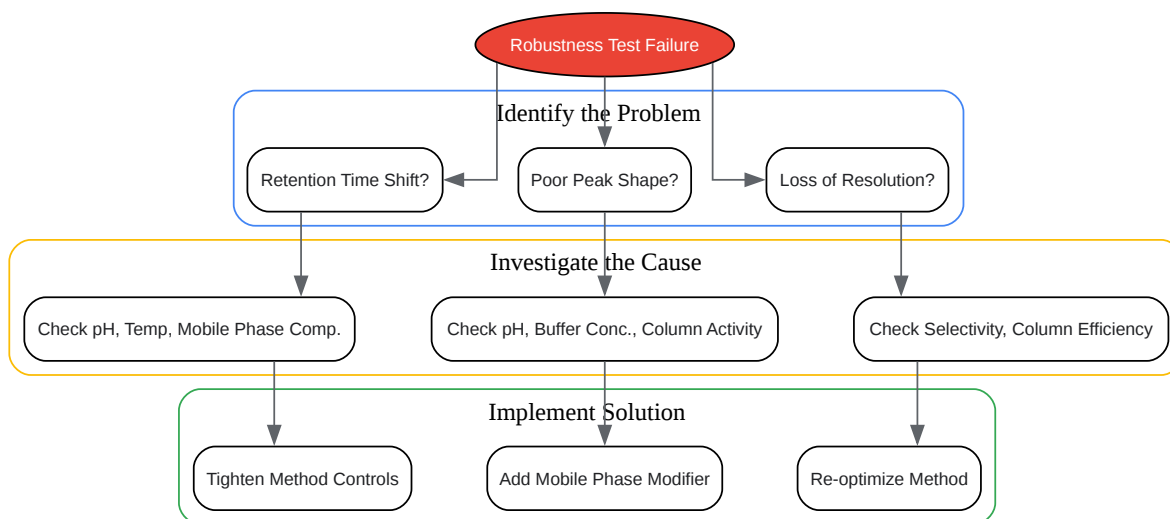 Robustness Test Failure
Identify the Problem
Retention Time Shift?
Poor Peak Shape?
Loss of Resolution?
Investigate the Cause
Check pH, Temp, Mobile Phase Comp.
Check pH, Buffer Conc., Column Activity
Check Selectivity, Column Efficiency
Implement Solution
Tighten Method Controls
Add Mobile Phase Modifier
Re-optimize Method